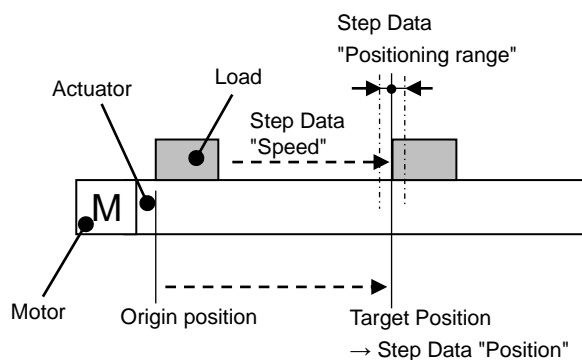 Step Data
"Positioning range"
Actuator
Load
Step Data
"Speed"
M
Motor
Origin position
Target Position
→ Step Data "Position"